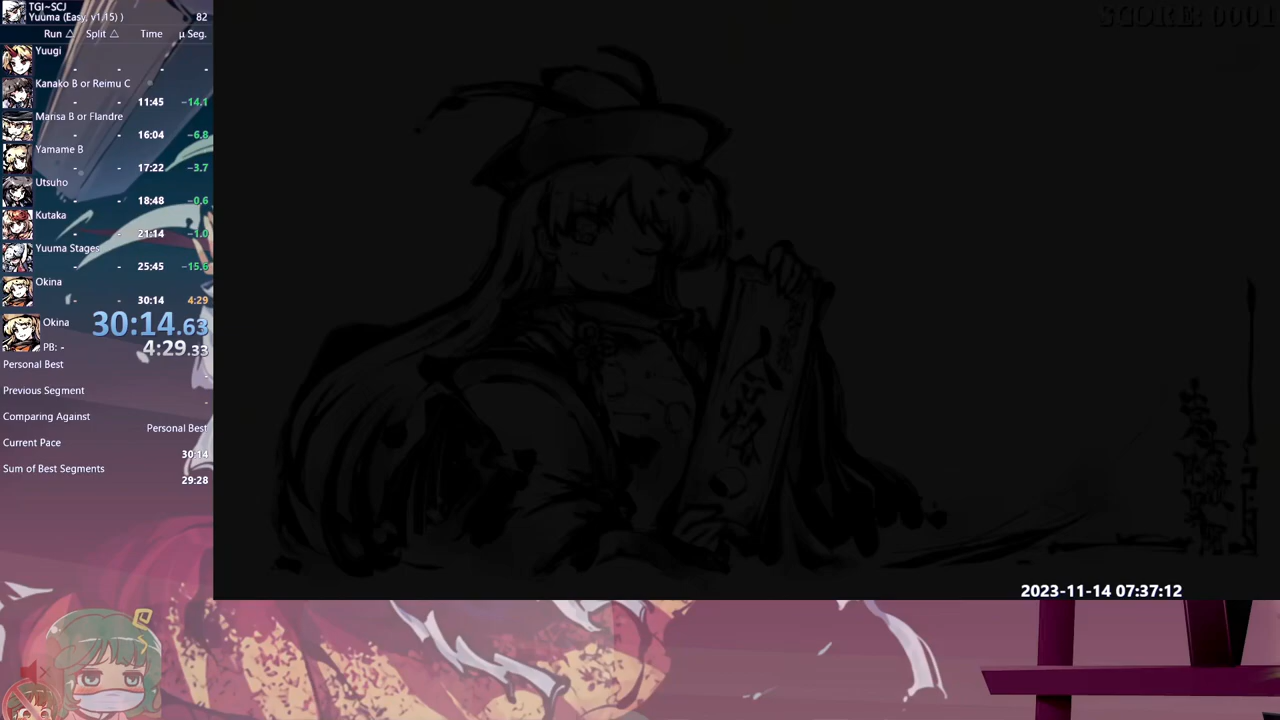 TGI~SCJ
Yuuma (Easy, v1.15) ) 82
Run △ Split △ Time µ Seg.
Yuugi
- - - -
Kanako B or Reimu C
- - 11:45 −14.1
Marisa B or Flandre
- - 16:04 −6.8
Yamame B
- - 17:22 −3.7
Utsuho
- - 18:48 −0.6
Kutaka
- - 21:14 −1.0
Yuuma Stages
- - 25:45 −15.6
Okina
- - 30:14 4:29
Okina 30:14.63
PB: - 4:29.33
Personal Best
-
Previous Segment
-
Comparing Against
Personal Best
Current Pace
30:14
Sum of Best Segments
29:28
SCORE: 0001
2023-11-14 07:37:12